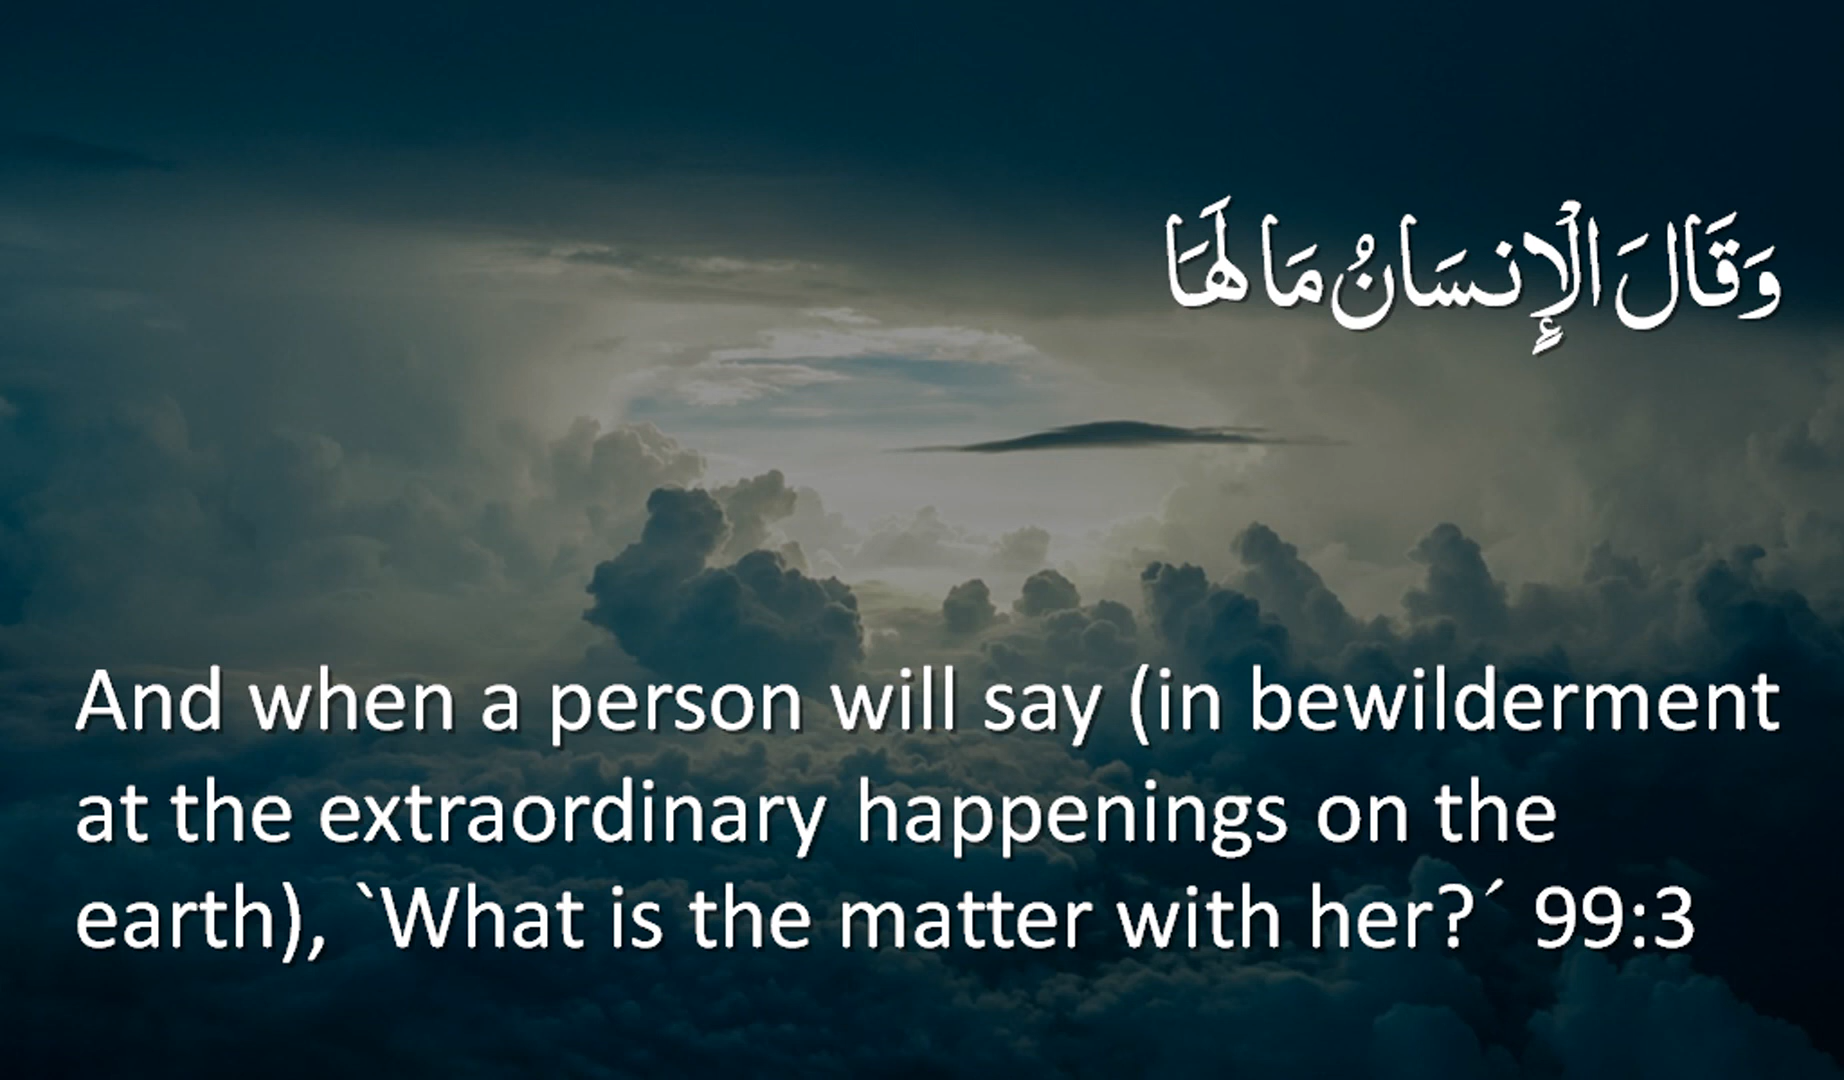 وَقَالَ الْإِنسَانُ مَا لَهَا
And when a person will say (in bewilderment
at the extraordinary happenings on the
earth), `What is the matter with her?´ 99:3